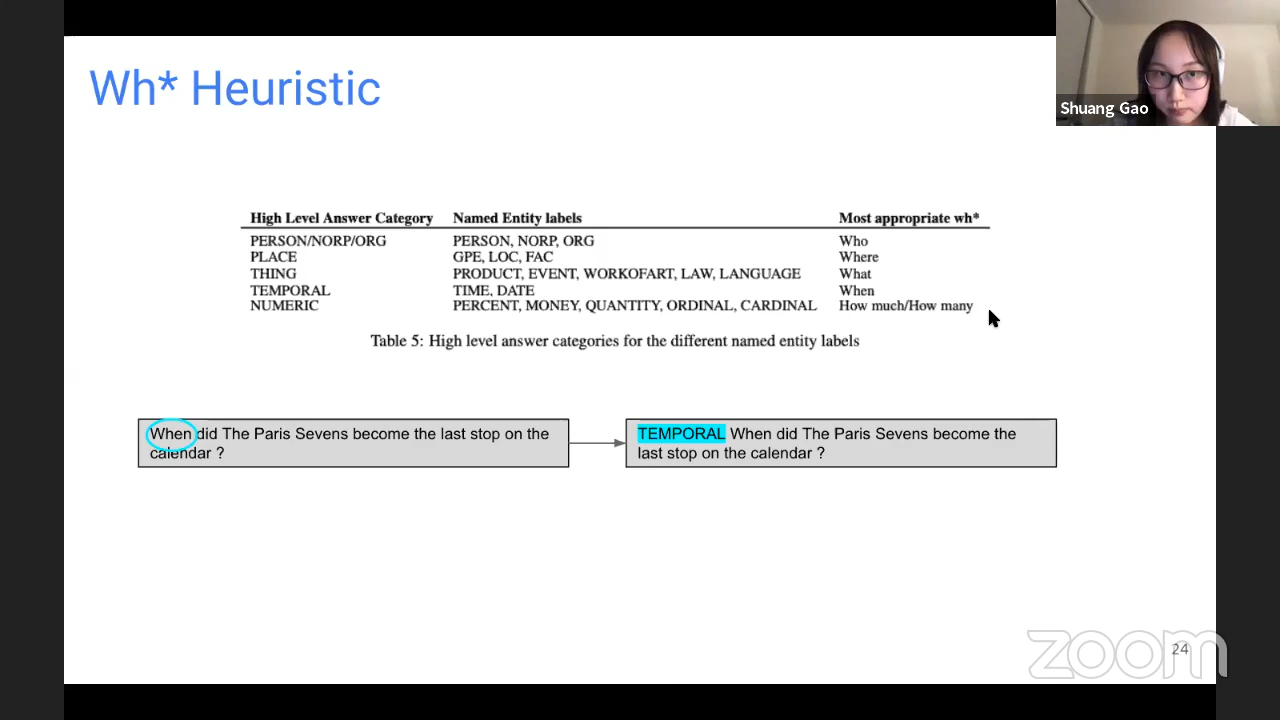 Wh* Heuristic
Shuang Gao
High Level Answer Category Named Entity labels Most appropriate wh*
PERSON/NORP/ORG PERSON, NORP, ORG Who
PLACE GPE, LOC, FAC Where
THING PRODUCT, EVENT, WORKOFART, LAW, LANGUAGE What
TEMPORAL TIME, DATE When
NUMERIC PERCENT, MONEY, QUANTITY, ORDINAL, CARDINAL How much/How many
Table 5: High level answer categories for the different named entity labels
When did The Paris Sevens become the last stop on the
calendar ?
TEMPORAL When did The Paris Sevens become the
last stop on the calendar ?
zoom
24